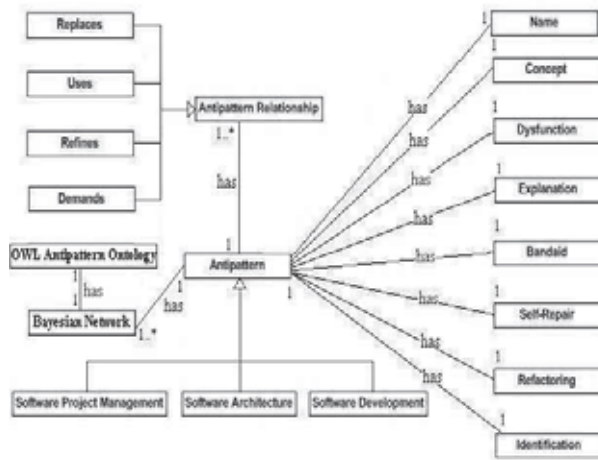 Replaces
Uses
Refines
Demands
Antipattern Relationship
1..*
has
1
Antipattern
1
OWL Antipattern Ontology
1
has
1
Bayesian Network
1
has
1..*
Software Project Management
Software Architecture
Software Development
1
has
Name
1
has
Concept
1
has
Dysfunction
1
has
Explanation
1
has
Bandaid
1
has
Self-Repair
1
has
Refactoring
1
has
Identification